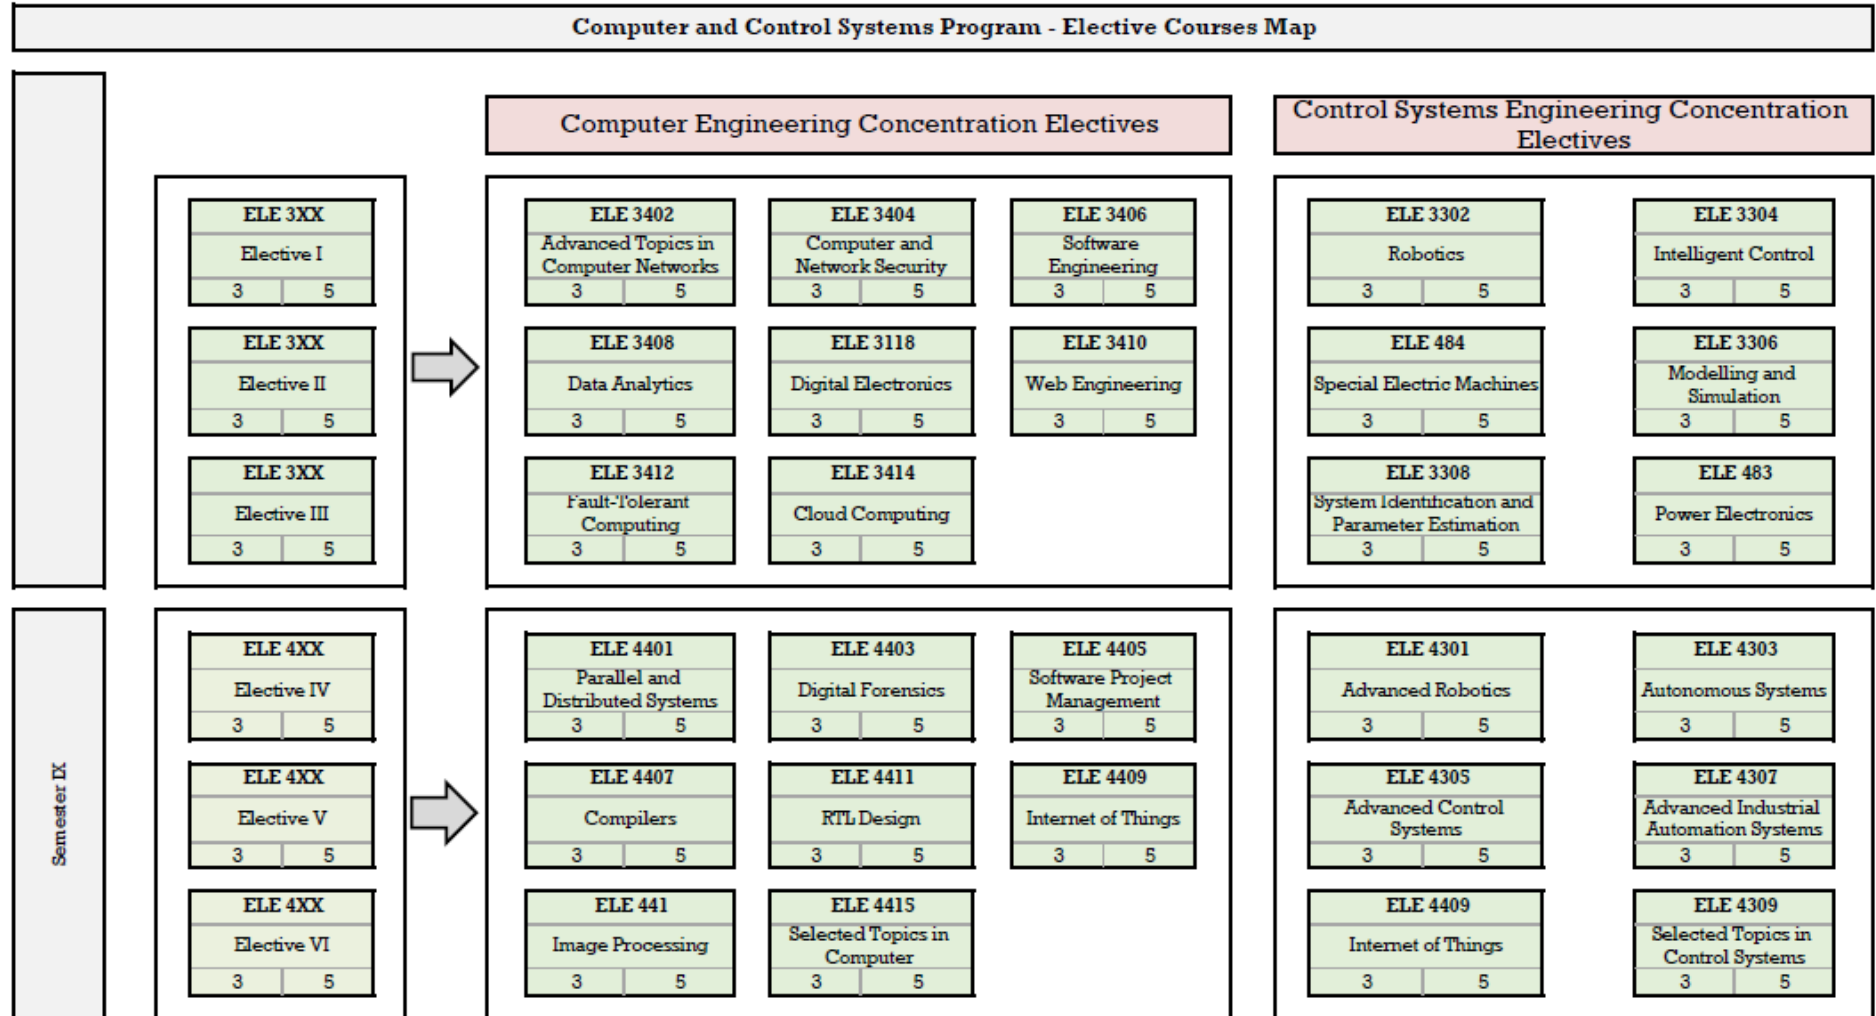 Computer and Control Systems Program - Elective Courses Map
Computer Engineering Concentration Electives
Control Systems Engineering Concentration
Electives
ELE 3XX
Elective I
3 5
ELE 3402
Advanced Topics in
Computer Networks
3 5
ELE 3404
Computer and
Network Security
3 5
ELE 3406
Software
Engineering
3 5
ELE 3302
Robotics
3 5
ELE 3304
Intelligent Control
3 5
ELE 3XX
Elective II
3 5
ELE 3408
Data Analytics
3 5
ELE 3118
Digital Electronics
3 5
ELE 3410
Web Engineering
3 5
ELE 484
Special Electric Machines
3 5
ELE 3306
Modelling and
Simulation
3 5
ELE 3XX
Elective III
3 5
ELE 3412
Fault-Tolerant
Computing
3 5
ELE 3414
Cloud Computing
3 5
ELE 3308
System Identification and
Parameter Estimation
3 5
ELE 483
Power Electronics
3 5
Semester IX
ELE 4XX
Elective IV
3 5
ELE 4401
Parallel and
Distributed Systems
3 5
ELE 4403
Digital Forensics
3 5
ELE 4405
Software Project
Management
3 5
ELE 4301
Advanced Robotics
3 5
ELE 4303
Autonomous Systems
3 5
ELE 4XX
Elective V
3 5
ELE 4407
Compilers
3 5
ELE 4411
RTL Design
3 5
ELE 4409
Internet of Things
3 5
ELE 4305
Advanced Control
Systems
3 5
ELE 4307
Advanced Industrial
Automation Systems
3 5
ELE 4XX
Elective VI
3 5
ELE 441
Image Processing
3 5
ELE 4415
Selected Topics in
Computer
3 5
ELE 4409
Internet of Things
3 5
ELE 4309
Selected Topics in
Control Systems
3 5